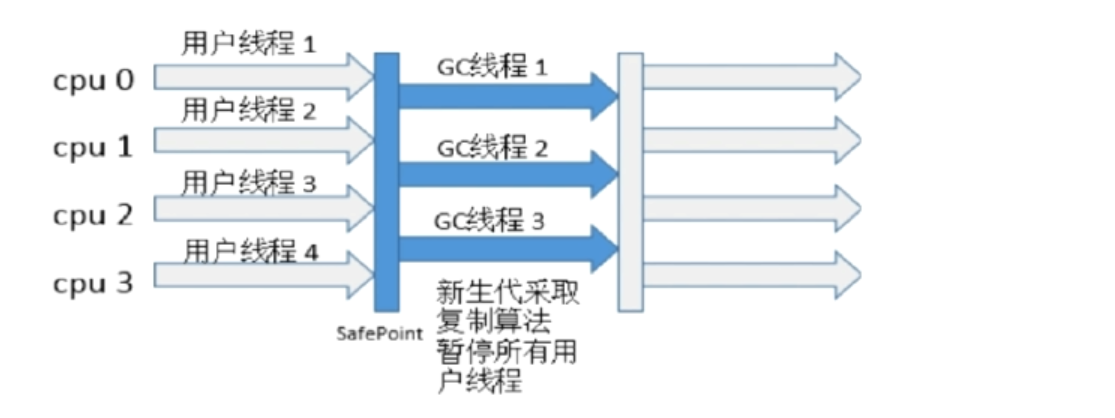 用户线程 1
cpu 0
GC线程 1
用户线程 2
cpu 1
GC线程 2
用户线程 3
cpu 2
GC线程 3
用户线程 4
cpu 3
新生代采取
复制算法
暂停所有用
户线程
SafePoint